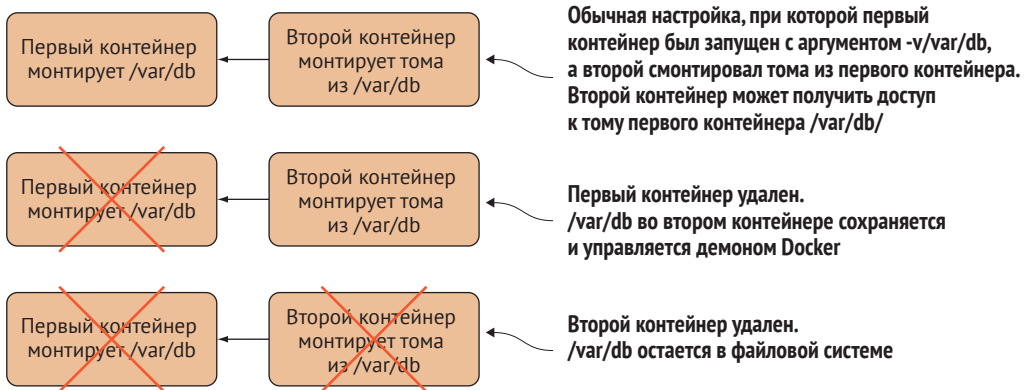 Первый контейнер
монтирует /var/db
Второй контейнер
монтирует тома
из /var/db
Обычная настройка, при которой первый
контейнер был запущен с аргументом -v/var/db,
а второй смонтировал тома из первого контейнера.
Второй контейнер может получить доступ
к тому первого контейнера /var/db/
Первый контейнер
монтирует /var/db
Второй контейнер
монтирует тома
из /var/db
Первый контейнер удален.
/var/db во втором контейнере сохраняется
и управляется демоном Docker
Первый контейнер
монтирует /var/db
Второй контейнер
монтирует тома
из /var/db
Второй контейнер удален.
/var/db остается в файловой системе